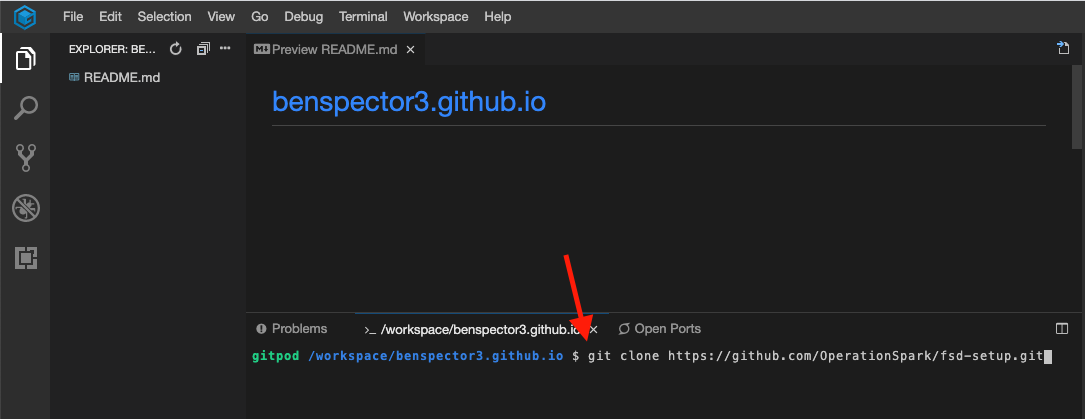 File Edit Selection View Go Debug Terminal Workspace Help
EXPLORER: BE...
README.md
Preview README.md
benspector3.github.io
Problems
>_ /workspace/benspector3.github.io
Open Ports
gitpod /workspace/benspector3.github.io $ git clone https://github.com/OperationSpark/fsd-setup.git